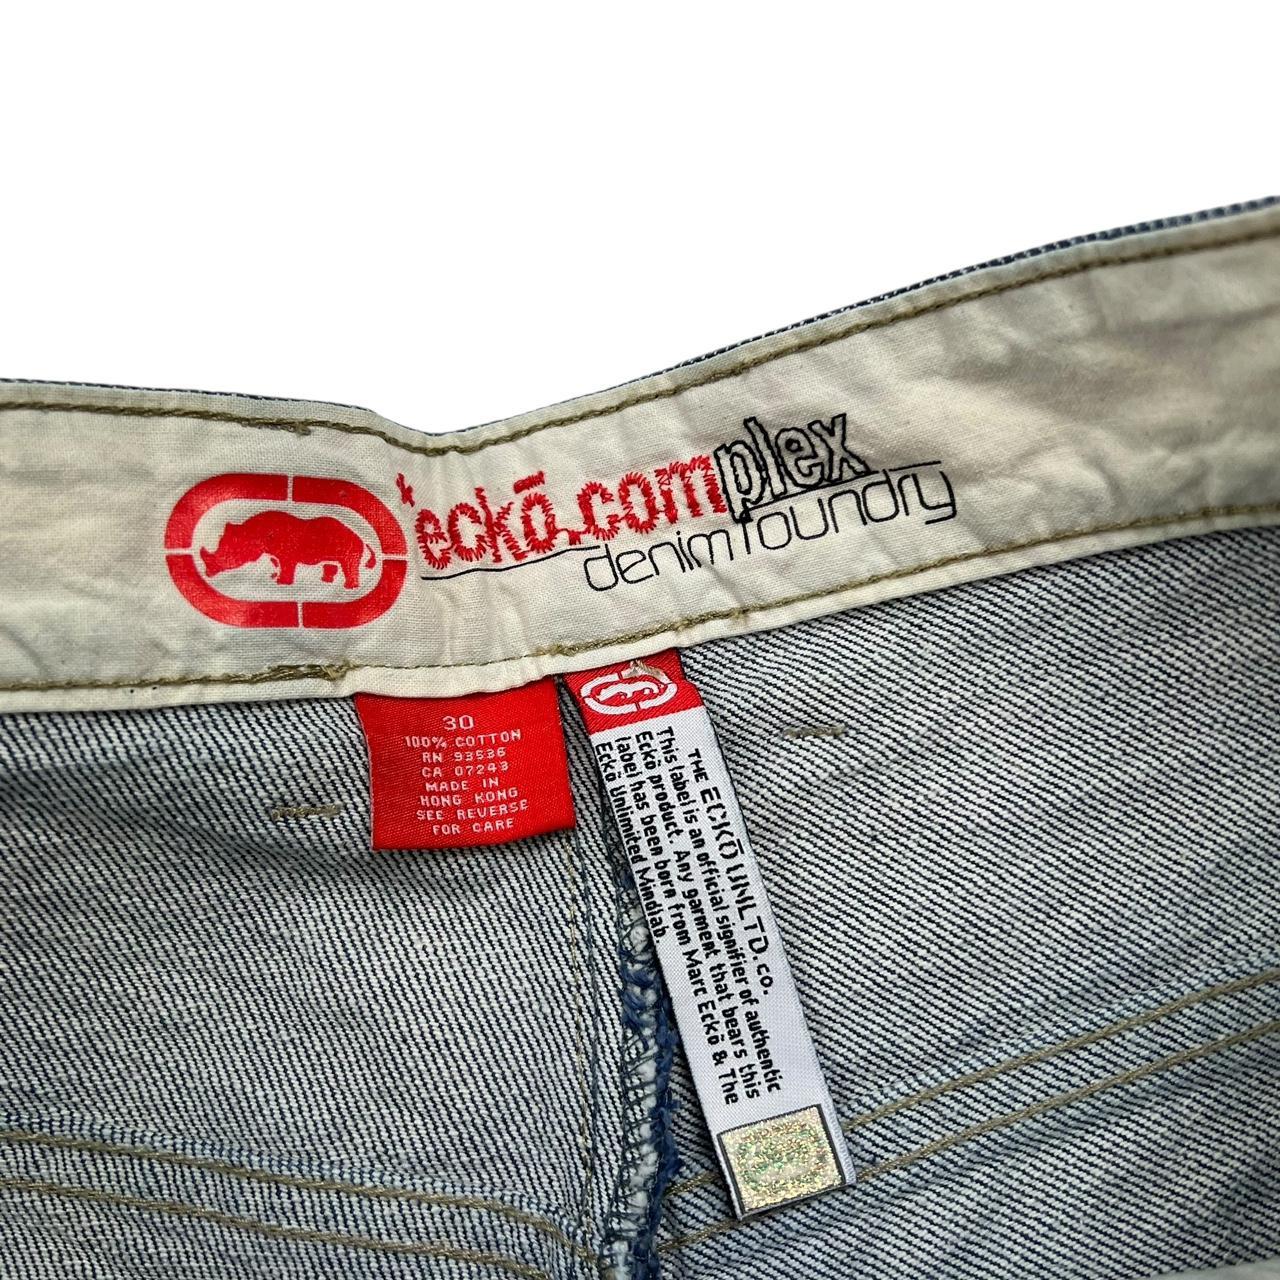 'eckō.complex
denim foundry
30
100% COTTON
RN 93536
CA 07243
MADE IN
HONG KONG
SEE REVERSE
FOR CARE
THE ECKŌ UNLTD. CO.
This label is an official signifier of authentic
Eckō product. Any garment that bears this
label has been born from Marc Eckō & The
Eckō Unlimited Mindlab.